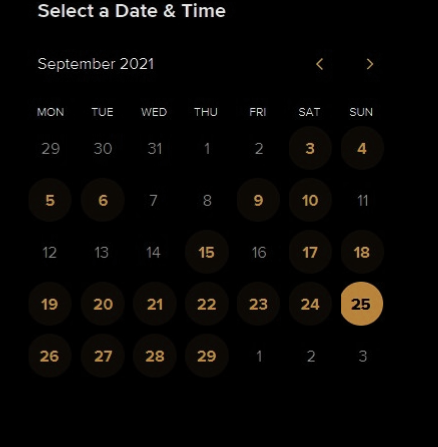 Select a Date & Time
September 2021
MON TUE WED THU FRI SAT SUN
29 30 31 1 2 3 4
5 6 7 8 9 10 11
12 13 14 15 16 17 18
19 20 21 22 23 24 25
26 27 28 29 1 2 3